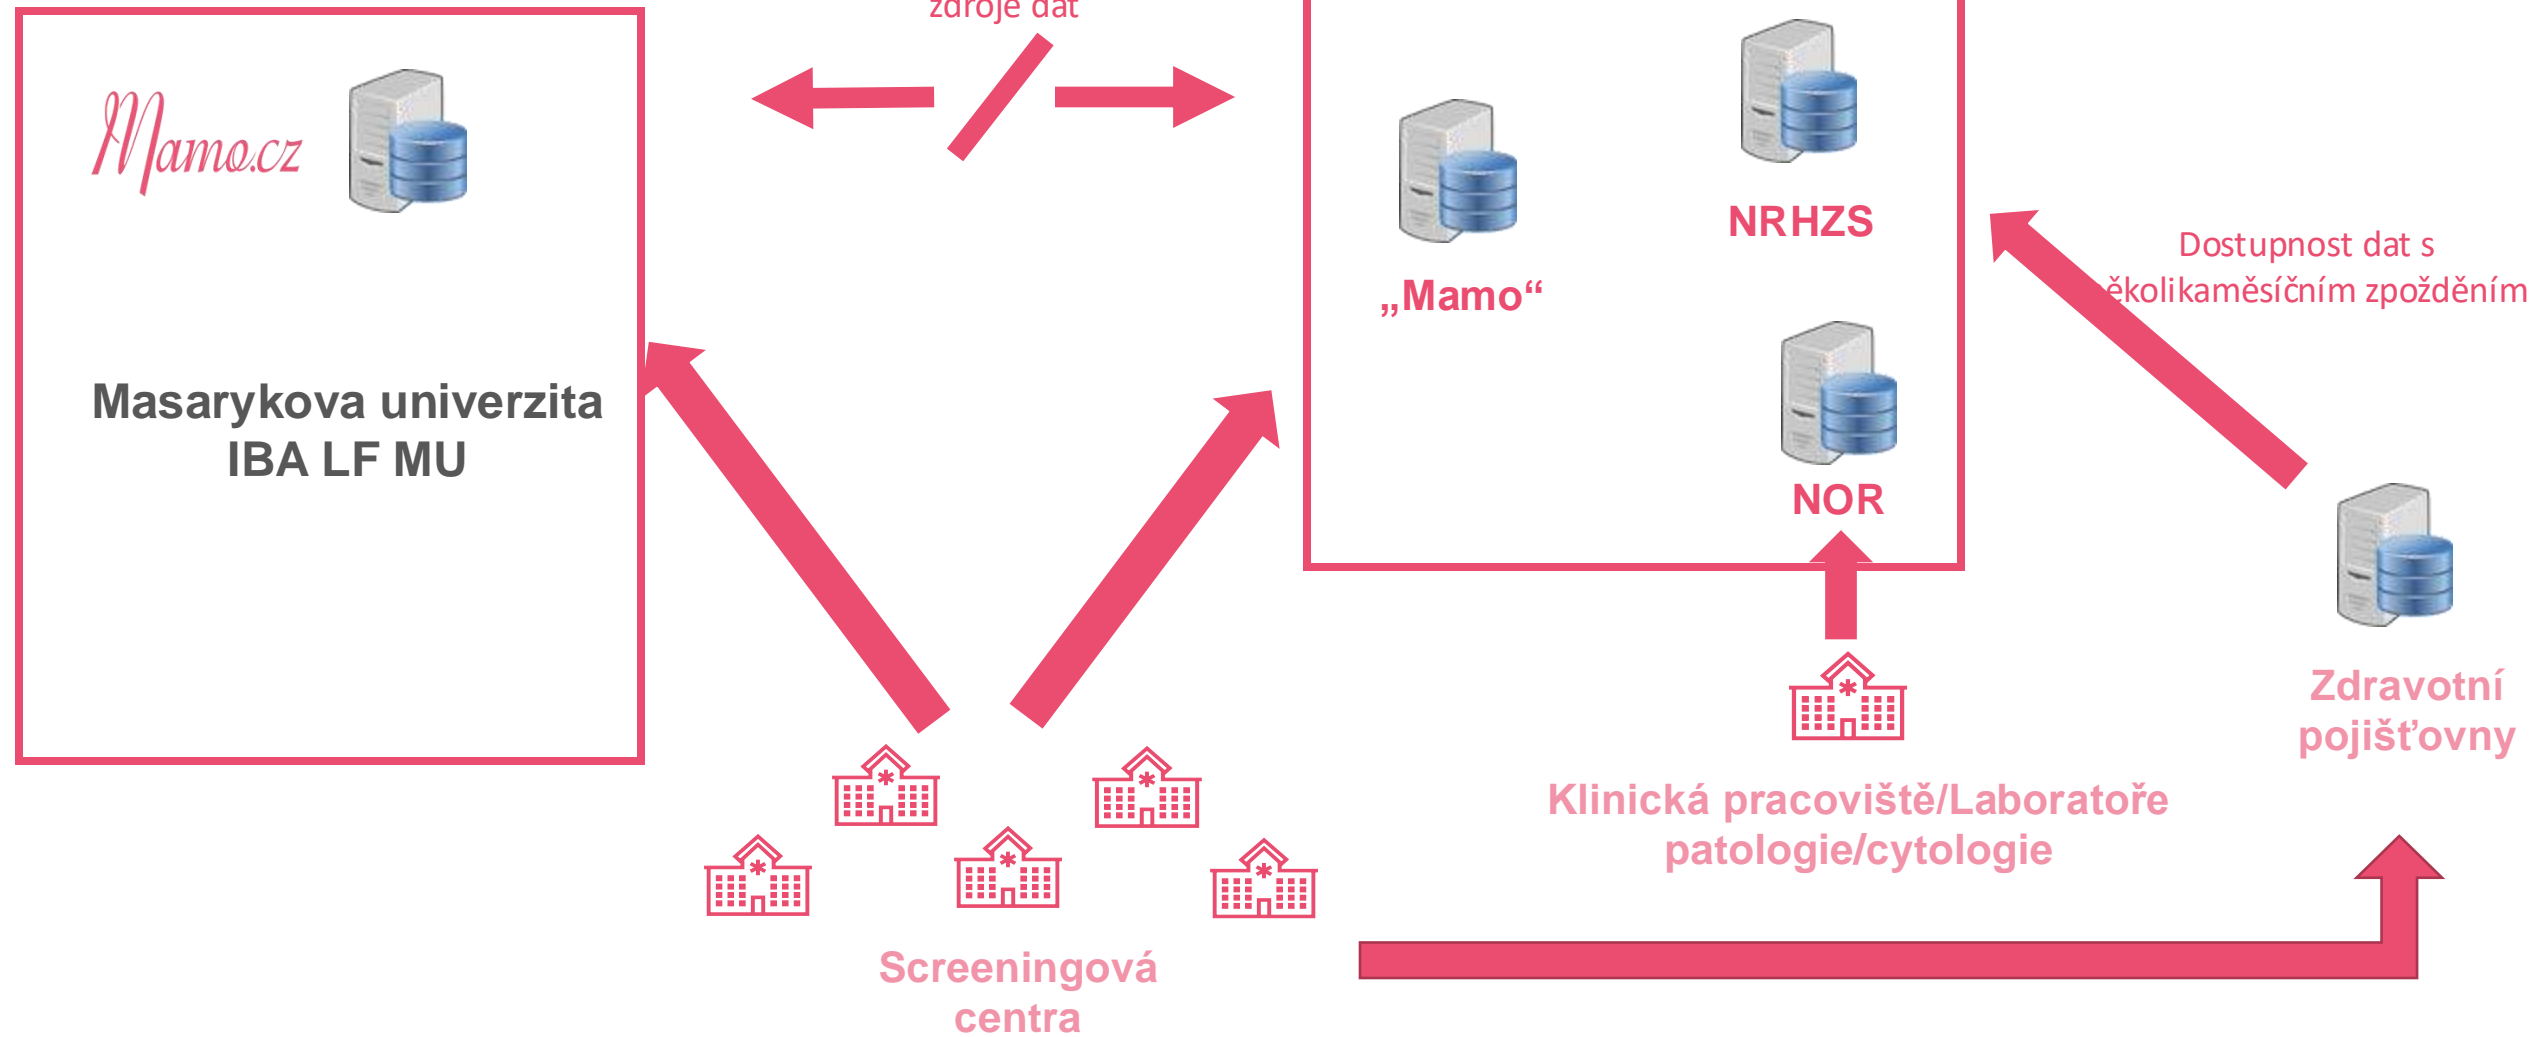 zdroje dat
Mamo.cz
NRHZS
„Mamo“
Dostupnost dat s
ěkolikaměsíčním zpožděním
Masarykova univerzita
IBA LF MU
NOR
Zdravotní
pojišťovny
Klinická pracoviště/Laboratoře
patologie/cytologie
Screeningová
centra